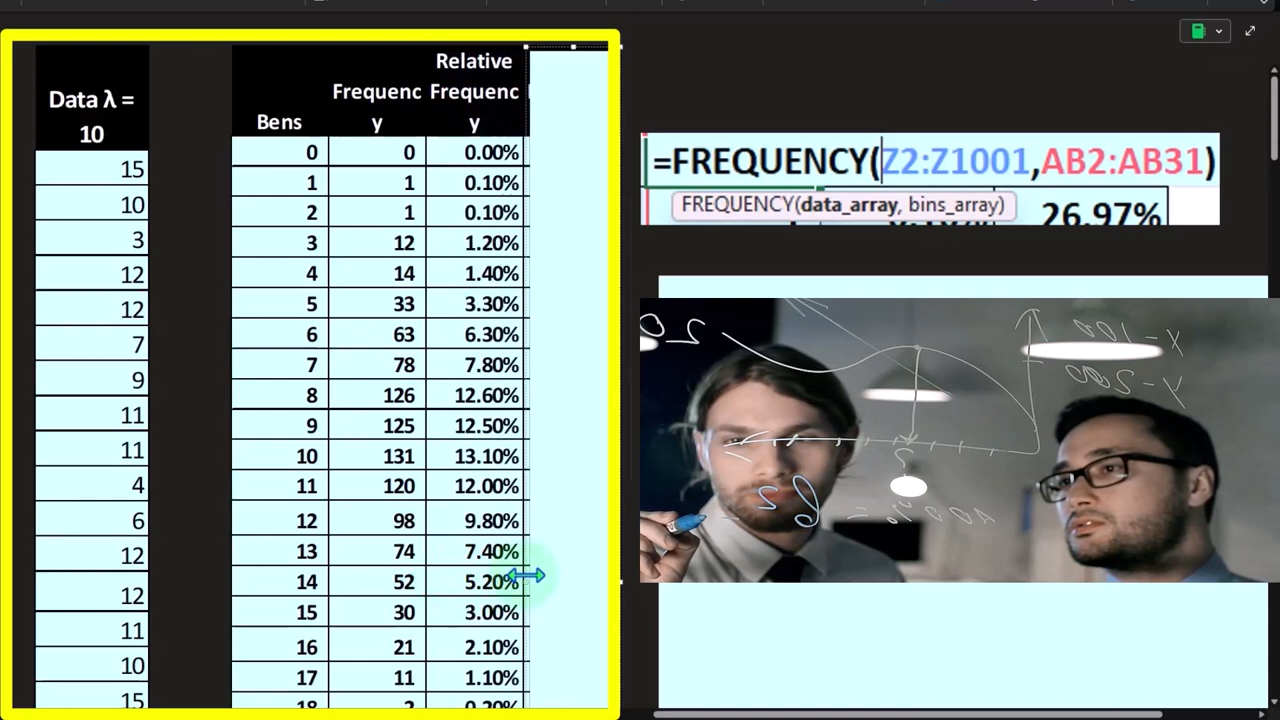 Data λ =
10
15
10
3
12
12
7
9
11
11
4
6
12
12
11
10
15
Relative
Frequenc Frequenc
Bens y y
0 0 0.00%
1 1 0.10%
2 1 0.10%
3 12 1.20%
4 14 1.40%
5 33 3.30%
6 63 6.30%
7 78 7.80%
8 126 12.60%
9 125 12.50%
10 131 13.10%
11 120 12.00%
12 98 9.80%
13 74 7.40%
14 52 5.20%
15 30 3.00%
16 21 2.10%
17 11 1.10%
18 2 0.20%
=FREQUENCY(Z2:Z1001,AB2:AB31)
FREQUENCY(data_array, bins_array)
26.97%